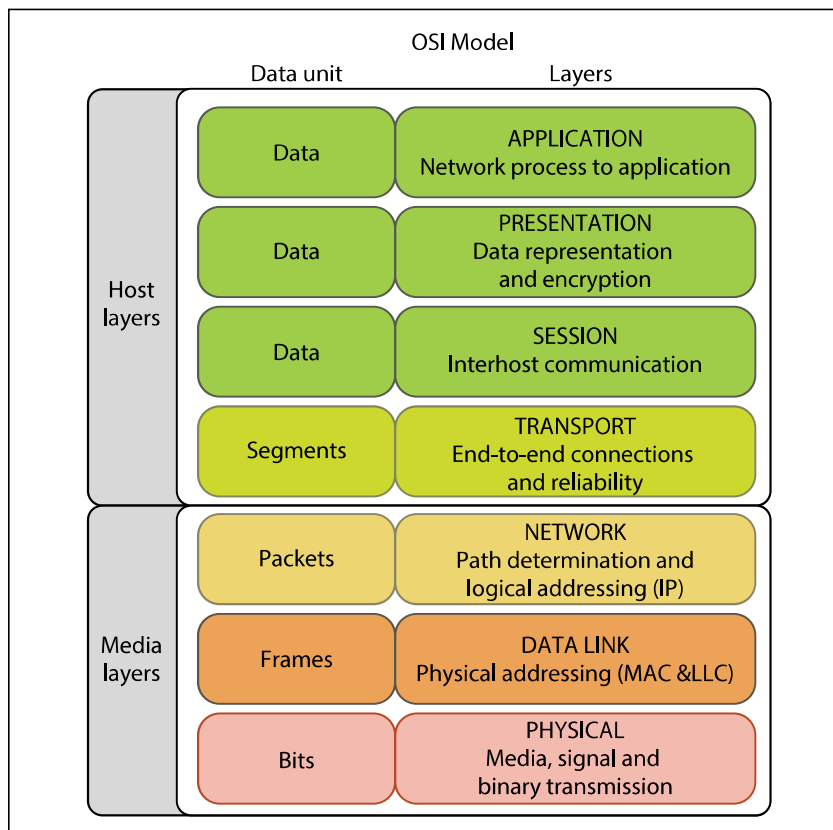 OSI Model
Data unit
Layers
Host
layers
Data
APPLICATION
Network process to application
Data
PRESENTATION
Data representation
and encryption
Data
SESSION
Interhost communication
Segments
TRANSPORT
End-to-end connections
and reliability
Media
layers
Packets
NETWORK
Path determination and
logical addressing (IP)
Frames
DATA LINK
Physical addressing (MAC &LLC)
Bits
PHYSICAL
Media, signal and
binary transmission